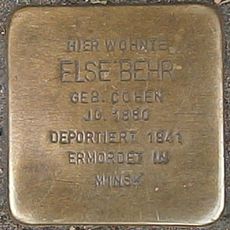 HIER WOHNTE
ELSE BEHR
GEB. COHEN
JG. 1880
DEPORTIERT 1941
ERMORDET IN
MINSK